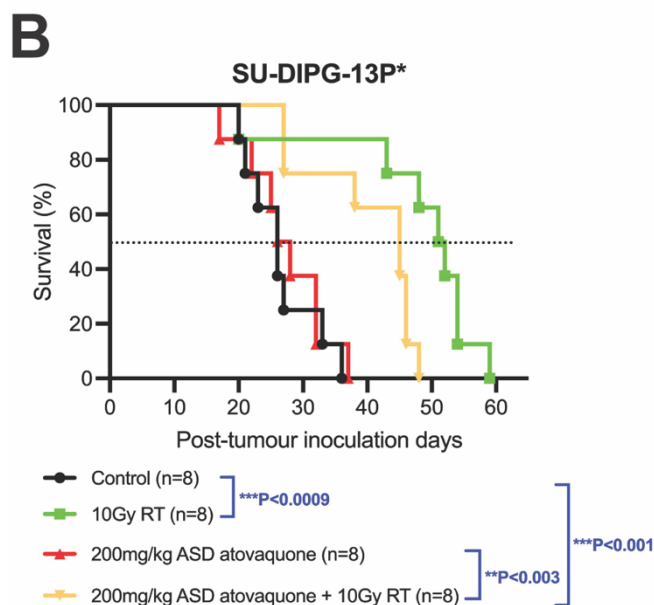 B
SU-DIPG-13P*
Survival (%)
100
80
60
40
20
0
0 10 20 30 40 50 60
Post-tumour inoculation days
Control (n=8)
***P<0.0009
10Gy RT (n=8)
***P<0.001
200mg/kg ASD atovaquone (n=8)
**P<0.003
200mg/kg ASD atovaquone + 10Gy RT (n=8)